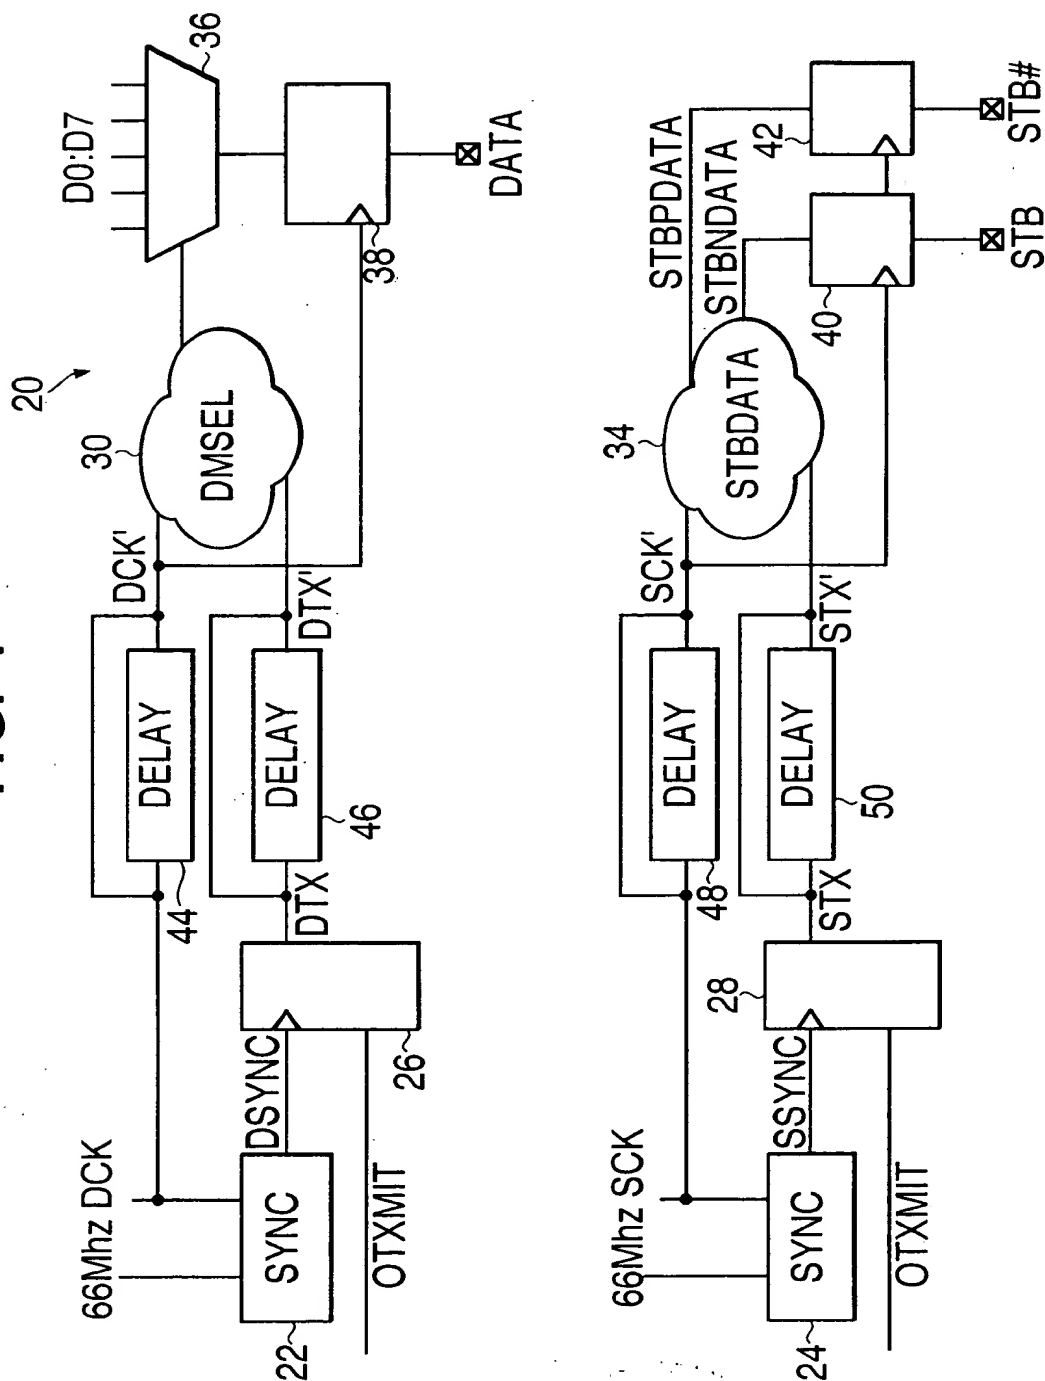 20
66Mhz DCK
SYNC
22
DSYNC
OTXMIT
26
44
DELAY
DCK'
DTX
DELAY
46
DTX'
30
DMSEL
D0:D7
36
38
DATA
66Mhz SCK
SYNC
24
SSYNC
OTXMIT
28
48
DELAY
SCK'
STX
DELAY
50
STX'
34
STBDATA
STBPDATA
STBNDATA
40
42
STB
STB#